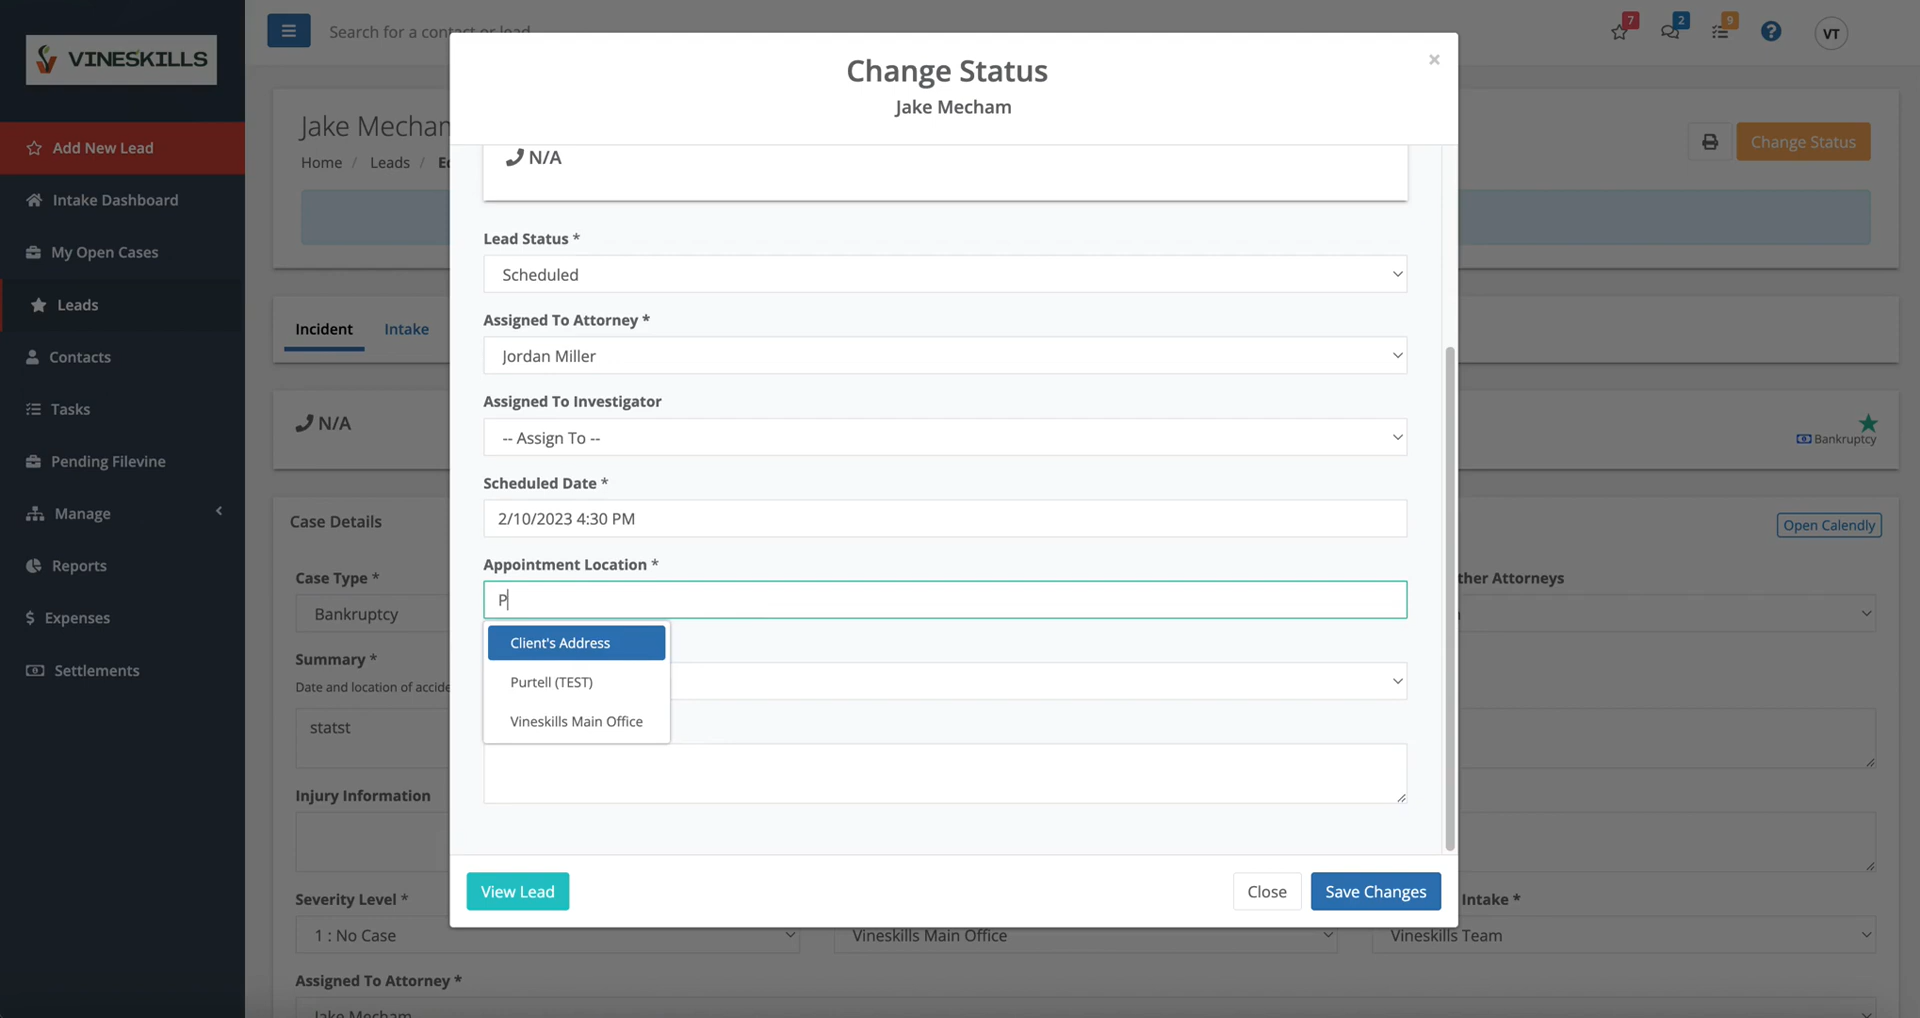 VINESKILLS
Search for a contact or lead
7
2
9
VT
Add New Lead
Intake Dashboard
My Open Cases
Leads
Contacts
Tasks
Pending Filevine
Manage
Reports
Expenses
Settlements
Jake Mecham
Home / Leads /
Change Status
Incident
Intake
N/A
Bankruptcy
Case Details
Open Calendly
Case Type *
ther Attorneys
Bankruptcy
Summary *
Date and location of accide
statst
Injury Information
Severity Level *
Intake *
1 : No Case
Vineskills Main Office
Vineskills Team
Assigned To Attorney *
Jake Mecham
Change Status
×
Jake Mecham
N/A
Lead Status *
Scheduled
Assigned To Attorney *
Jordan Miller
Assigned To Investigator
-- Assign To --
Scheduled Date *
2/10/2023 4:30 PM
Appointment Location *
P
Client's Address
Purtell (TEST)
Vineskills Main Office
View Lead
Close
Save Changes